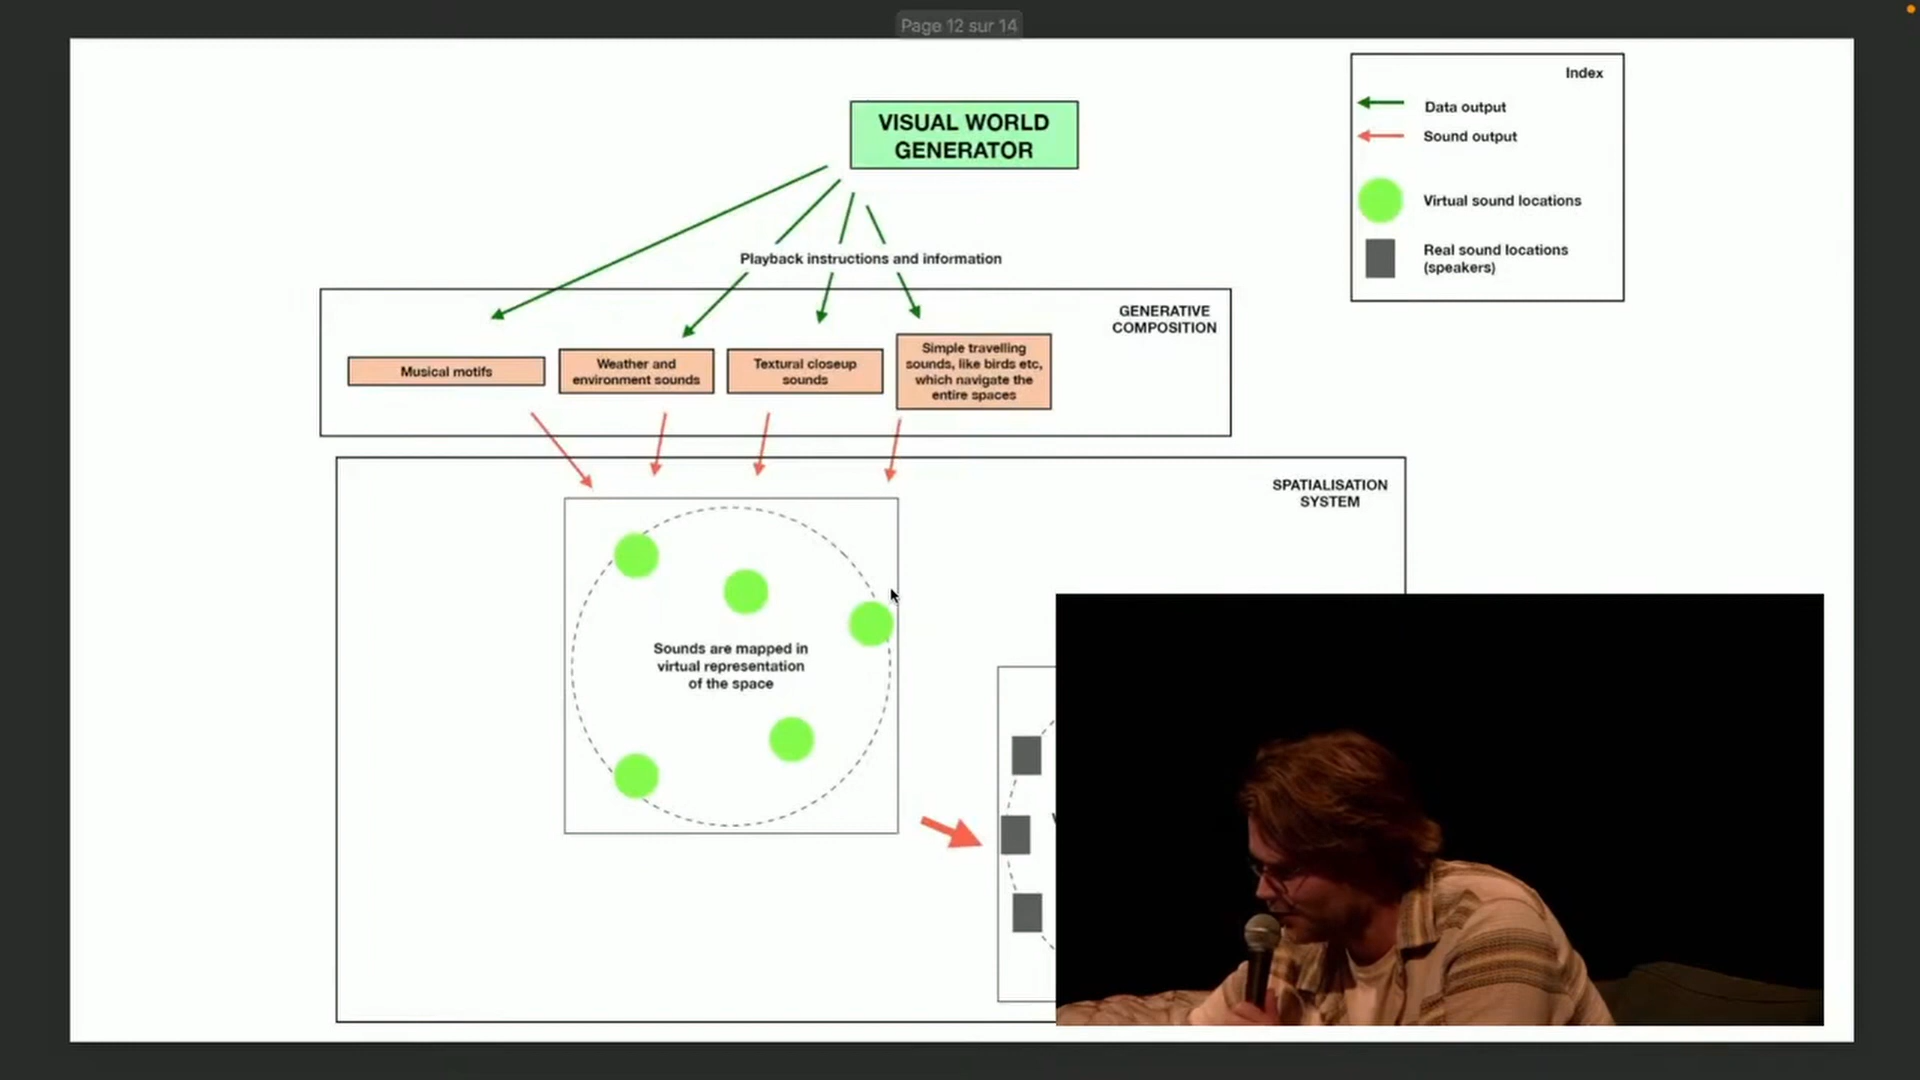 Page 12 sur 14
VISUAL WORLD
GENERATOR
Index
Data output
Sound output
Virtual sound locations
Real sound locations
(speakers)
Playback instructions and information
GENERATIVE
COMPOSITION
Musical motifs
Weather and
environment sounds
Textural closeup
sounds
Simple travelling
sounds, like birds etc,
which navigate the
entire spaces
SPATIALISATION
SYSTEM
Sounds are mapped in
virtual representation
of the space